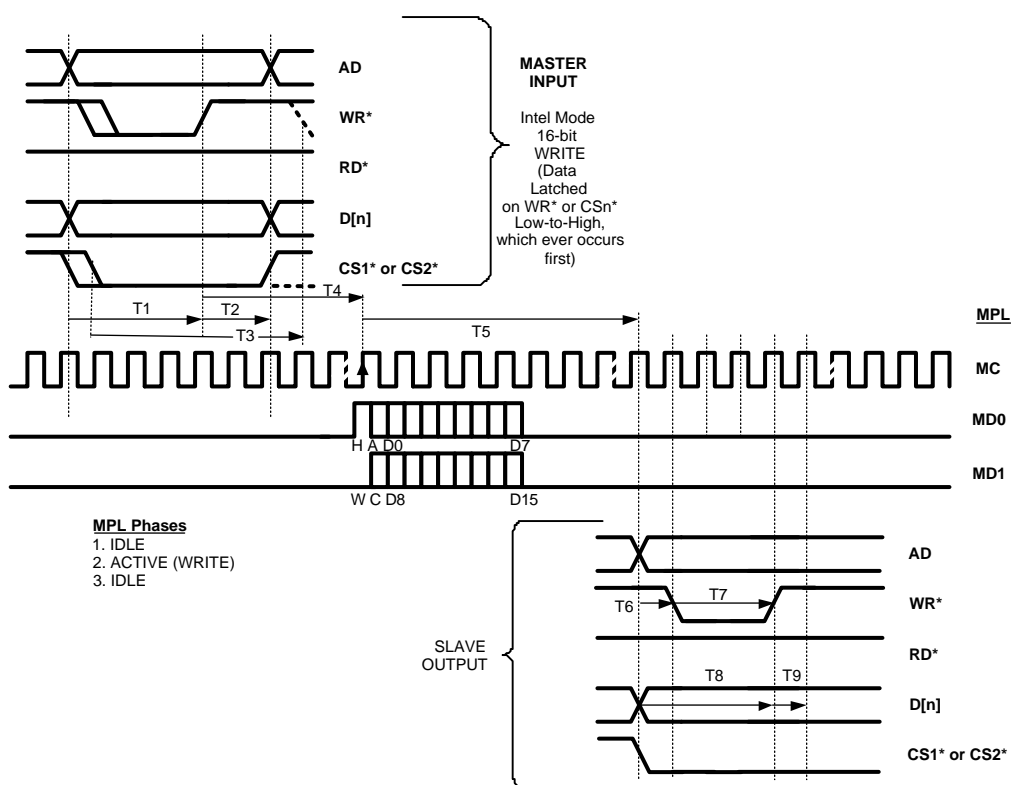 AD
WR*
RD*
D[n]
CS1* or CS2*
MASTER
INPUT
Intel Mode
16-bit
WRITE
(Data
Latched
on WR* or CSn*
Low-to-High,
which ever occurs
first)
T4
T1
T2
T3
T5
MPL
MC
MD0
H A D0
D7
MD1
W C D8
D15
MPL Phases
1. IDLE
2. ACTIVE (WRITE)
3. IDLE
SLAVE
OUTPUT
AD
T6
T7
WR*
RD*
T8
T9
D[n]
CS1* or CS2*